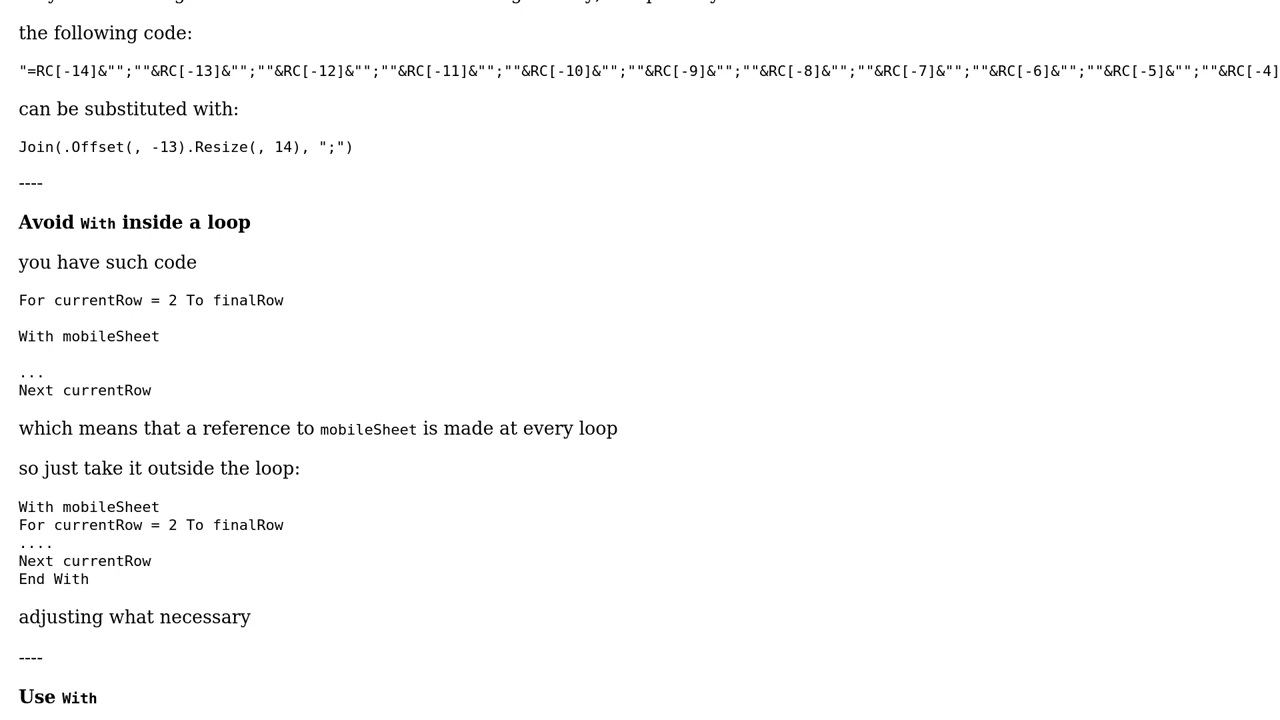 the following code:
"=RC[-14]&"";""&RC[-13]&"";""&RC[-12]&"";""&RC[-11]&"";""&RC[-10]&"";""&RC[-9]&"";""&RC[-8]&"";""&RC[-7]&"";""&RC[-6]&"";""&RC[-5]&"";""&RC[-4]
can be substituted with:
Join(.Offset(, -13).Resize(, 14), ";")
----
Avoid With inside a loop
you have such code
For currentRow = 2 To finalRow
With mobileSheet
...
Next currentRow
which means that a reference to mobileSheet is made at every loop
so just take it outside the loop:
With mobileSheet
For currentRow = 2 To finalRow
....
Next currentRow
End With
adjusting what necessary
----
Use With